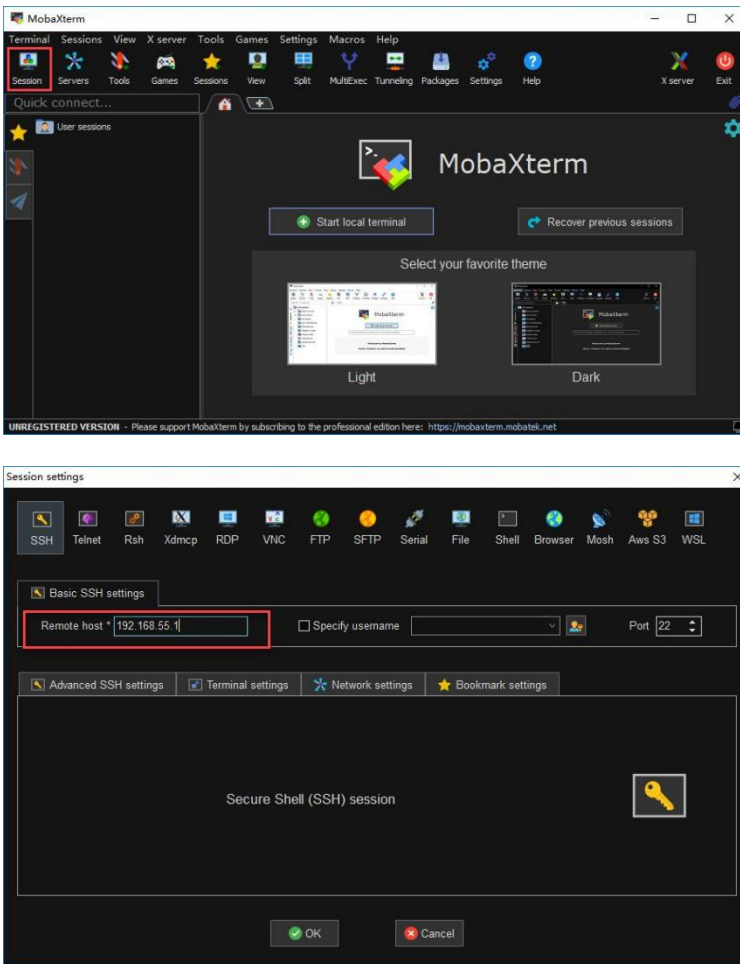 MobaXterm
Terminal Sessions View X server Tools Games Settings Macros Help
Session Servers Tools Games Sessions View Split MultiExec Tunneling Packages Settings Help X server Exit
Quick connect...
User sessions
MobaXterm
Start local terminal Recover previous sessions
Select your favorite theme
Light Dark
UNREGISTERED VERSION - Please support MobaXterm by subscribing to the professional edition here: https://mobaxterm.mobatek.net
Session settings
SSH Telnet Rsh Xdmcp RDP VNC FTP SFTP Serial File Shell Browser Mosh Aws S3 WSL
Basic SSH settings
Remote host * 192.168.55.1 Specify username Port 22
Advanced SSH settings Terminal settings Network settings Bookmark settings
Secure Shell (SSH) session
OK Cancel